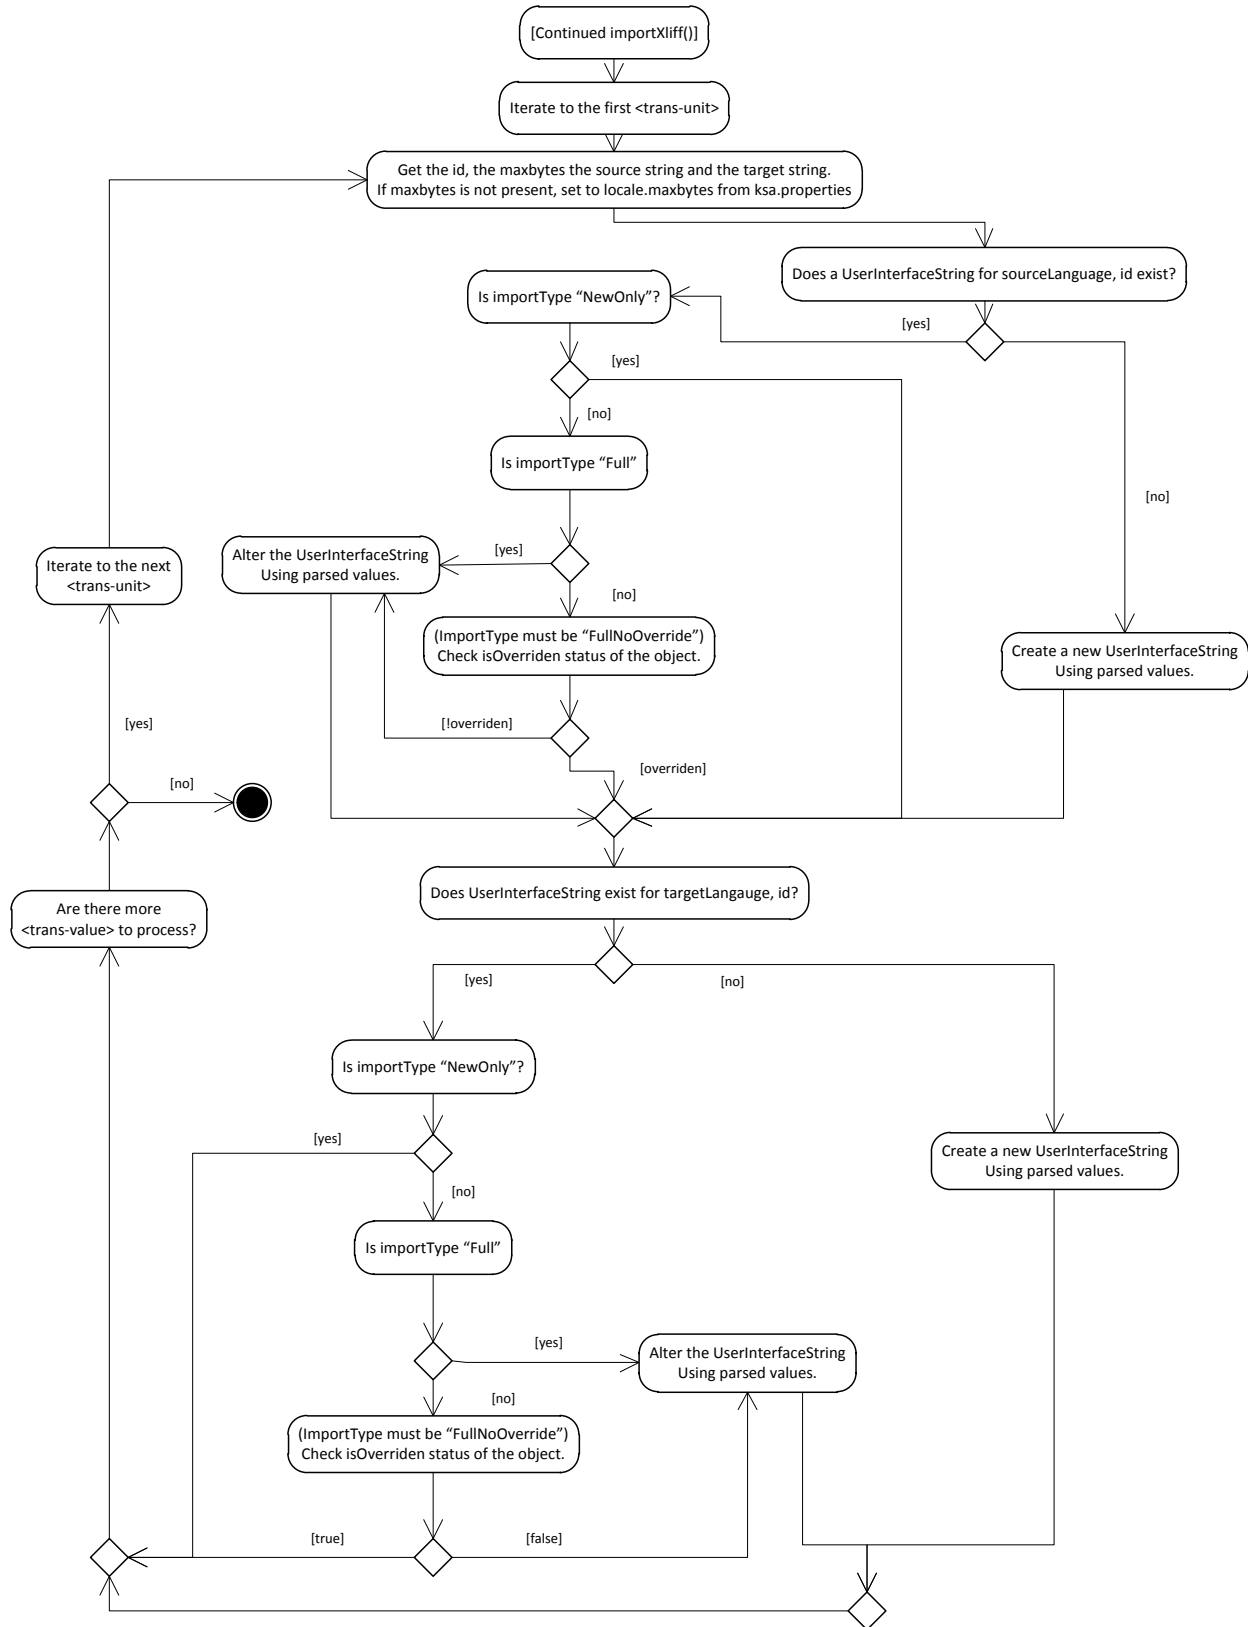 [Continued importXliff()]
Iterate to the first <trans-unit>
Get the id, the maxbytes the source string and the target string.
If maxbytes is not present, set to locale.maxbytes from ksa.properties
Does a UserInterfaceString for sourceLanguage, id exist?
Is importType “NewOnly”?
[yes]
[yes]
[no]
Is importType “Full”
[no]
Alter the UserInterfaceString
Using parsed values.
[yes]
Iterate to the next
<trans-unit>
[no]
(ImportType must be “FullNoOverride”)
Check isOverriden status of the object.
Create a new UserInterfaceString
Using parsed values.
[yes]
[!overriden]
[overriden]
[no]
Does UserInterfaceString exist for targetLangauge, id?
Are there more
<trans-value> to process?
[yes]
[no]
Is importType “NewOnly”?
[yes]
Create a new UserInterfaceString
Using parsed values.
[no]
Is importType “Full”
[yes]
Alter the UserInterfaceString
Using parsed values.
[no]
(ImportType must be “FullNoOverride”)
Check isOverriden status of the object.
[true]
[false]